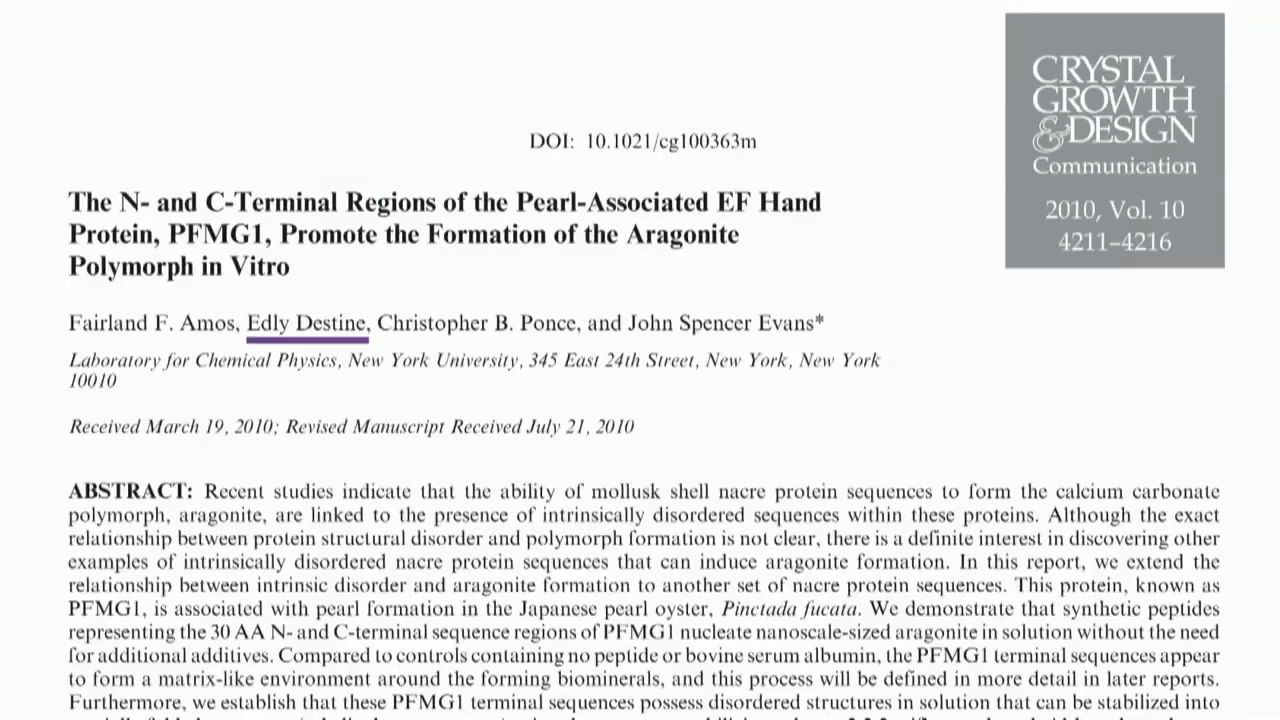 CRYSTAL
GROWTH
&DESIGN
Communication
2010, Vol. 10
4211–4216
DOI: 10.1021/cg100363m
The N- and C-Terminal Regions of the Pearl-Associated EF Hand
Protein, PFMG1, Promote the Formation of the Aragonite
Polymorph in Vitro
Fairland F. Amos, Edly Destine, Christopher B. Ponce, and John Spencer Evans*
Laboratory for Chemical Physics, New York University, 345 East 24th Street, New York, New York
10010
Received March 19, 2010; Revised Manuscript Received July 21, 2010
ABSTRACT: Recent studies indicate that the ability of mollusk shell nacre protein sequences to form the calcium carbonate
polymorph, aragonite, are linked to the presence of intrinsically disordered sequences within these proteins. Although the exact
relationship between protein structural disorder and polymorph formation is not clear, there is a definite interest in discovering other
examples of intrinsically disordered nacre protein sequences that can induce aragonite formation. In this report, we extend the
relationship between intrinsic disorder and aragonite formation to another set of nacre protein sequences. This protein, known as
PFMG1, is associated with pearl formation in the Japanese pearl oyster, Pinctada fucata. We demonstrate that synthetic peptides
representing the 30 AA N- and C-terminal sequence regions of PFMG1 nucleate nanoscale-sized aragonite in solution without the need
for additional additives. Compared to controls containing no peptide or bovine serum albumin, the PFMG1 terminal sequences appear
to form a matrix-like environment around the forming biominerals, and this process will be defined in more detail in later reports.
Furthermore, we establish that these PFMG1 terminal sequences possess disordered structures in solution that can be stabilized into